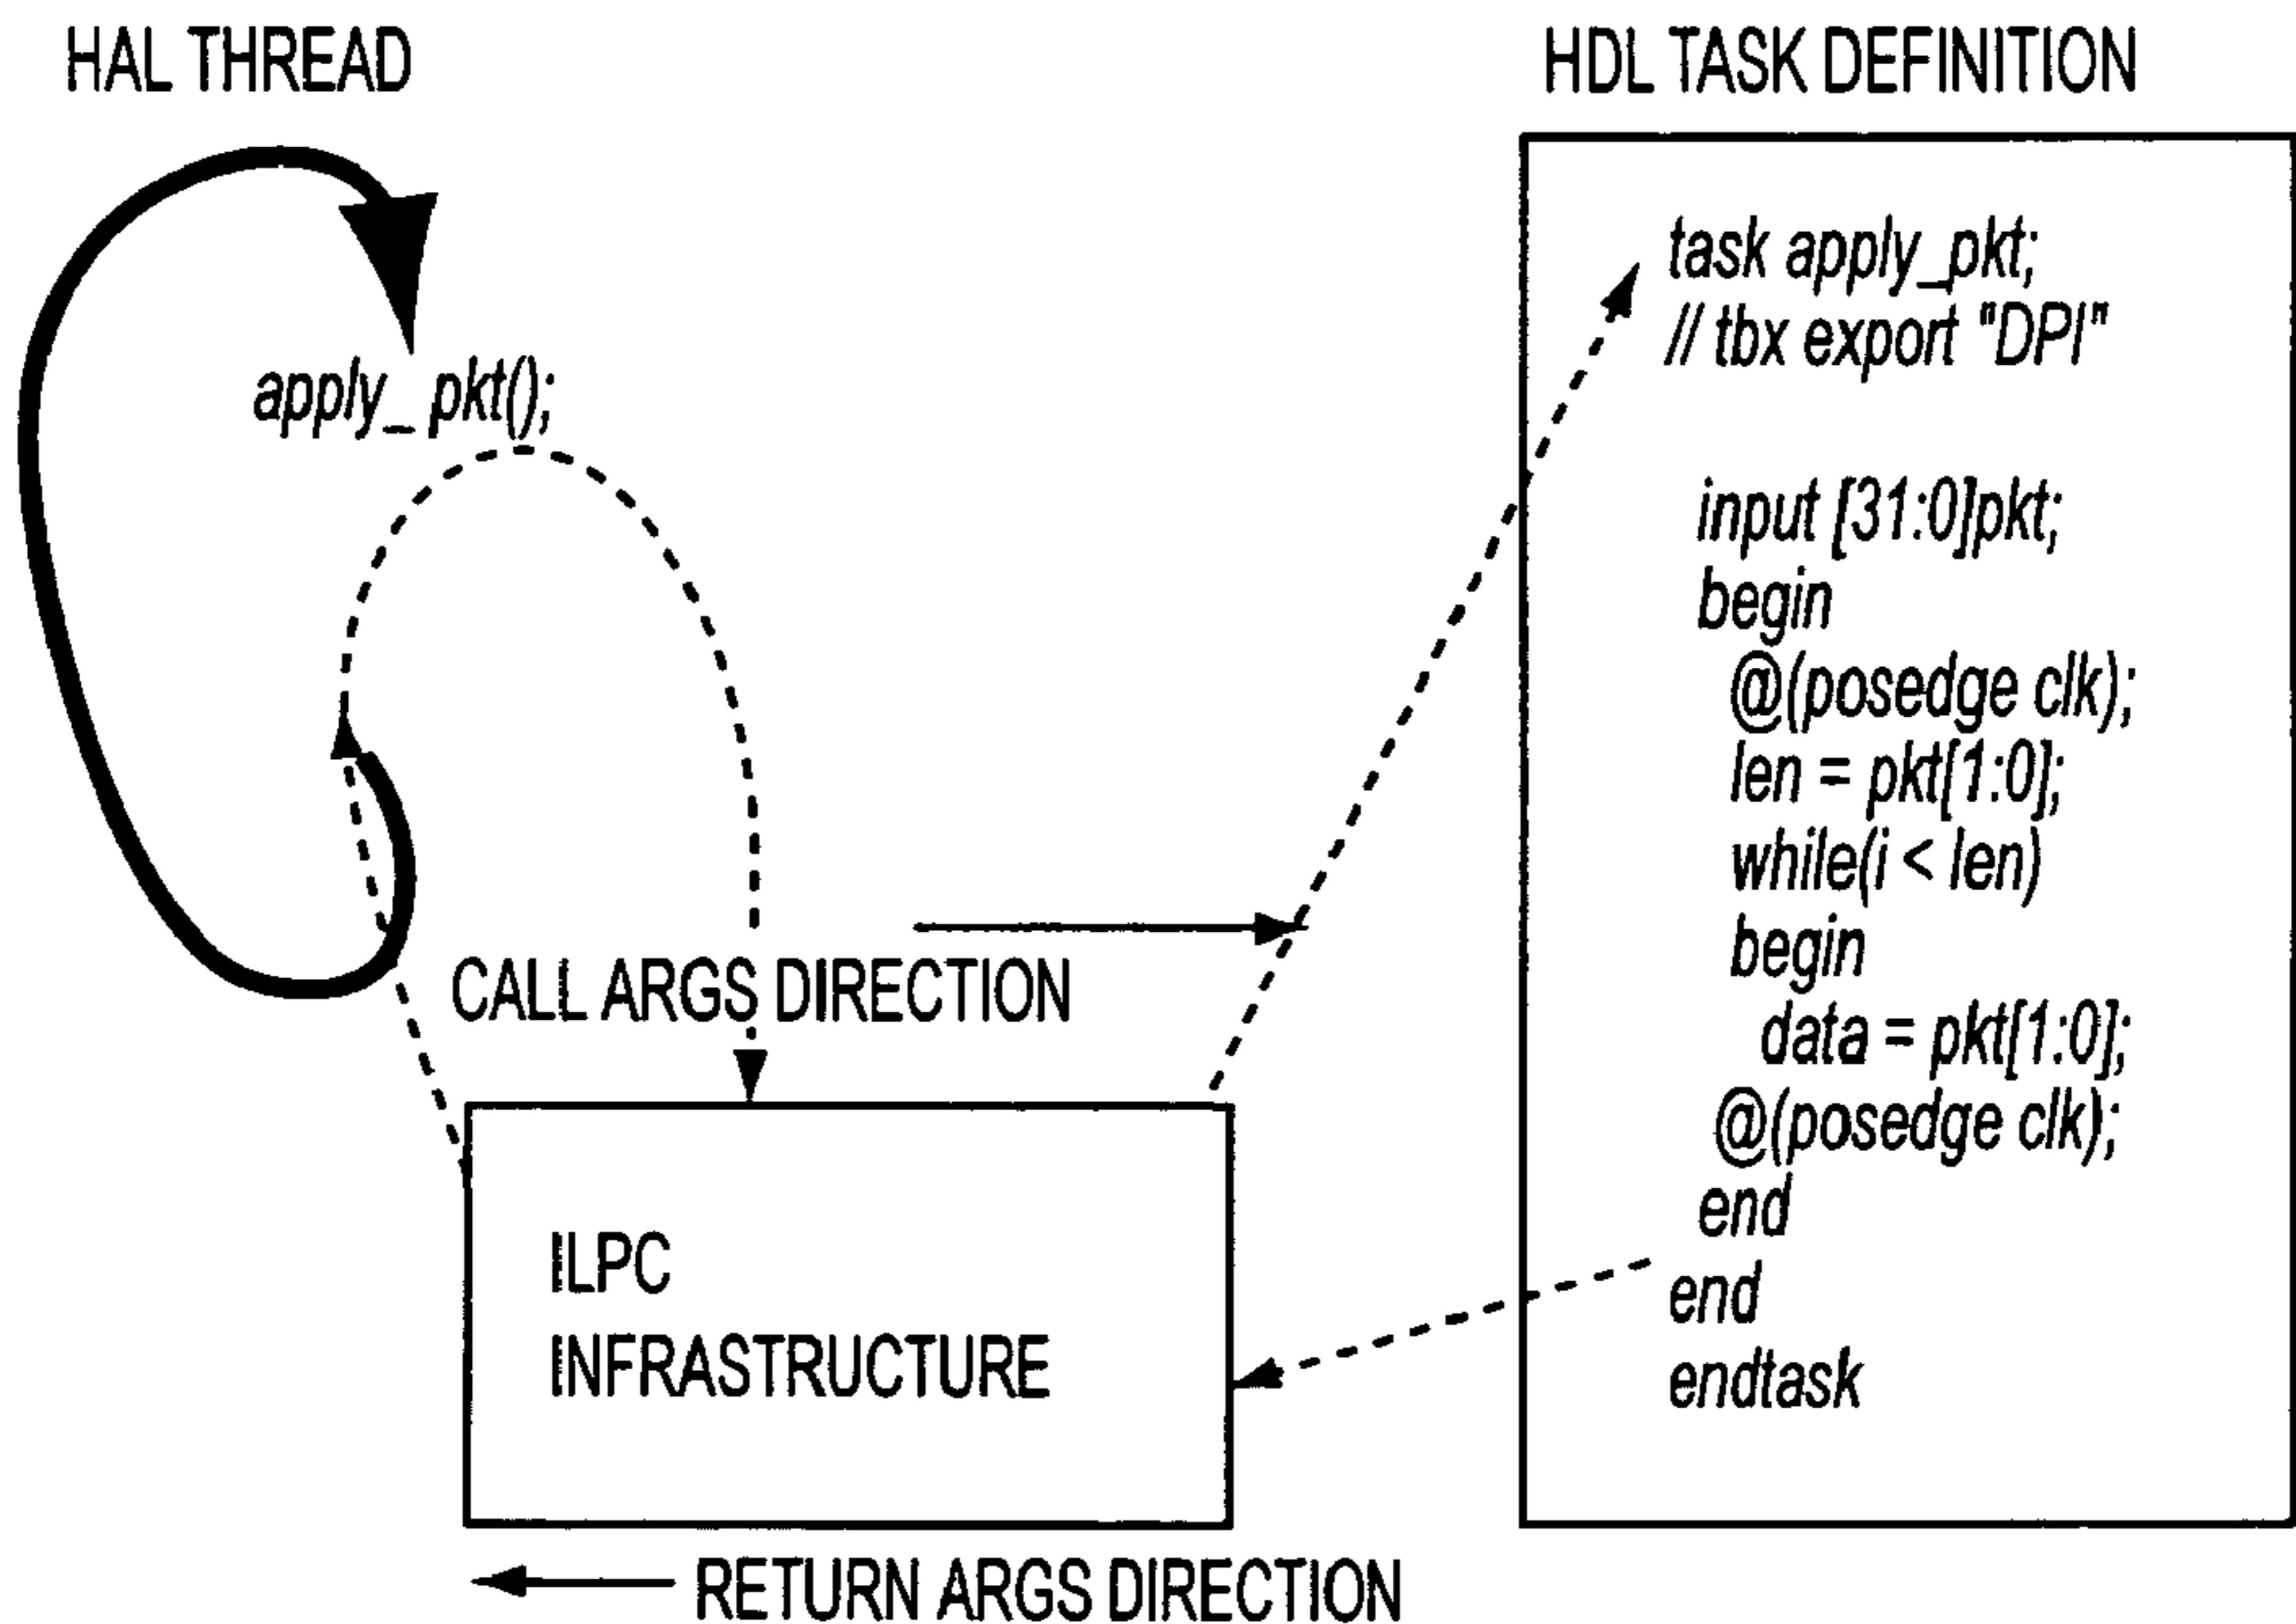 HAL THREAD
apply_ pkt();
CALL ARGS DIRECTION
ILPC
INFRASTRUCTURE
RETURN ARGS DIRECTION
HDL TASK DEFINITION
task apply_pkt;
// tbx export "DPI"
input [31:0]pkt;
begin
@(posedge clk);
len = pkt[1:0];
while(i < len)
begin
data = pkt[1:0];
@(posedge clk);
end
end
endtask